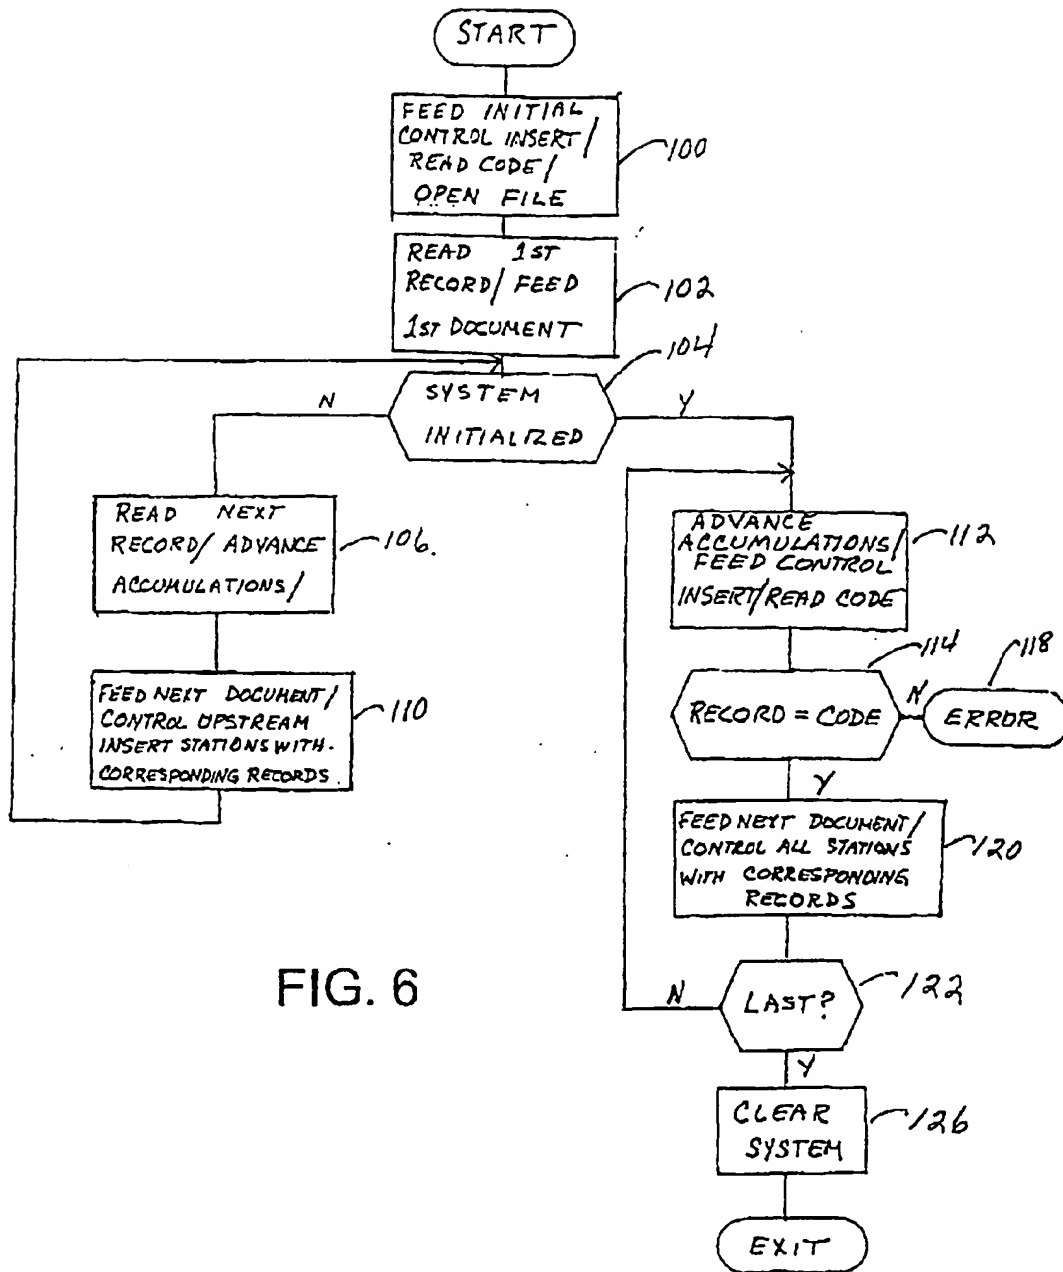 START
FEED INITIAL
CONTROL INSERT/
READ CODE/
OPEN FILE
100
READ 1ST
RECORD/ FEED
1ST DOCUMENT
102
104
SYSTEM
INITIALIZED
N
Y
READ NEXT
RECORD/ ADVANCE
ACCUMULATIONS/
106.
FEED NEXT DOCUMENT/
CONTROL UPSTREAM
INSERT STATIONS WITH
CORRESPONDING RECORDS
110
ADVANCE
ACCUMULATIONS/
FEED CONTROL
INSERT/READ CODE
112
114
RECORD = CODE
N
118
ERROR
Y
FEED NEXT DOCUMENT/
CONTROL ALL STATIONS
WITH CORRESPONDING
RECORDS
120
LAST?
N
122
Y
CLEAR
SYSTEM
126
EXIT
FIG. 6